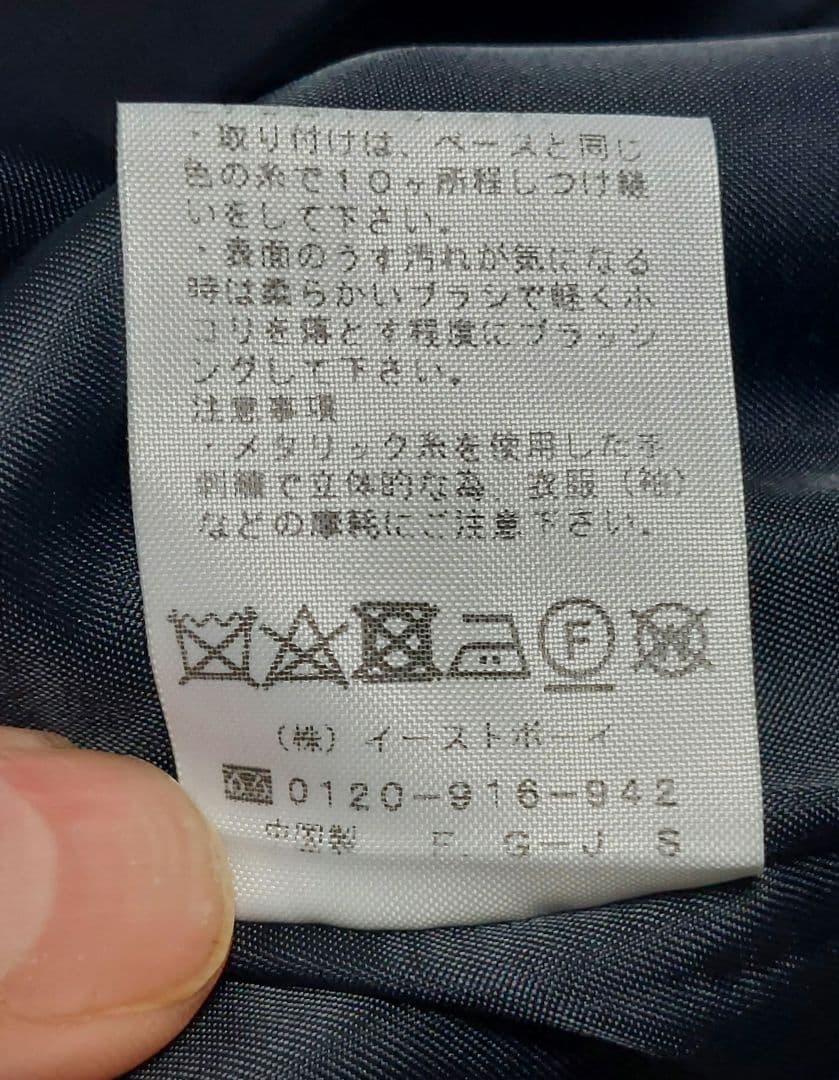 ・取り付けは、ベースと同じ
色の糸で10ヶ所程しつけ縫
いをして下さい。
・表面のうす汚れが気になる
時は柔らかいブラシで軽くホ
コリを落とす程度にブラッシ
ングして下さい。
注意事項
・メタリック糸を使用した手
刺繍で立体的な為、衣服（袖）
などの摩耗にご注意下さい。
F
W
（株）イーストボーイ
0120-916-942
中国製 F. G-J S